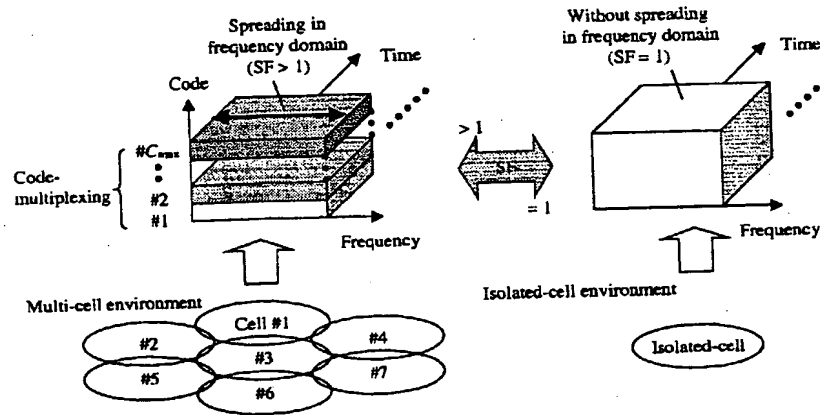 Spreading in
frequency domain
(SF > 1)
Code
Time
Code-
multiplexing
#Cmax
#2
#1
Frequency
> 1
SF
= 1
Without spreading
in frequency domain
(SF = 1)
Time
Frequency
Multi-cell environment
Cell #1
#2
#3
#4
#5
#6
#7
Isolated-cell environment
Isolated-cell